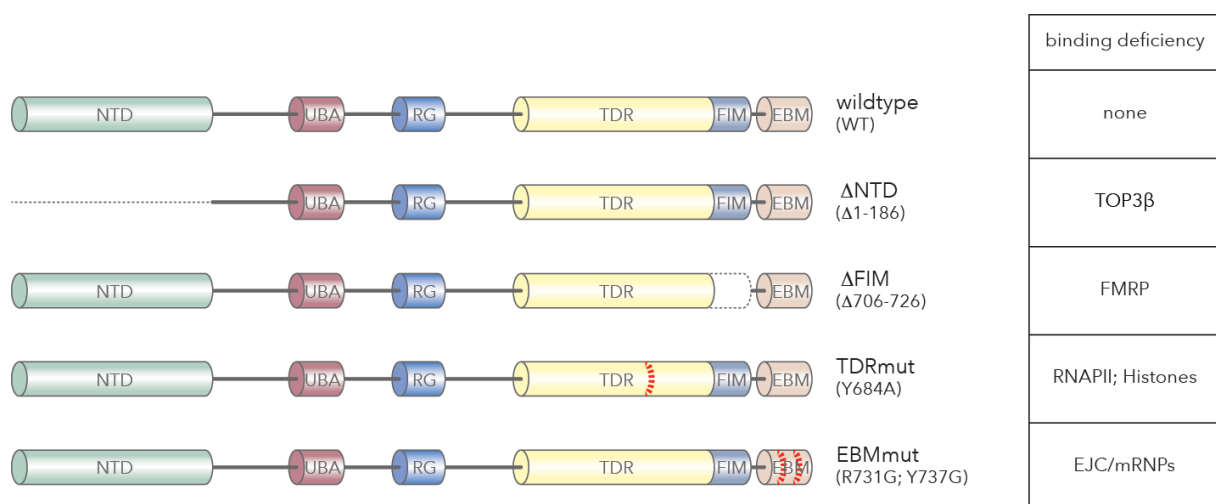 binding deficiency
NTD UBA RG TDR FIM EBM wildtype none
(WT)
UBA RG TDR FIM EBM ΔNTD TOP3β
(Δ1-186)
NTD UBA RG TDR EBM ΔFIM FMRP
(Δ706-726)
NTD UBA RG TDR FIM EBM TDRmut RNAPII; Histones
(Y684A)
NTD UBA RG TDR FIM EBM EBMmut EJC/mRNPs
(R731G; Y737G)